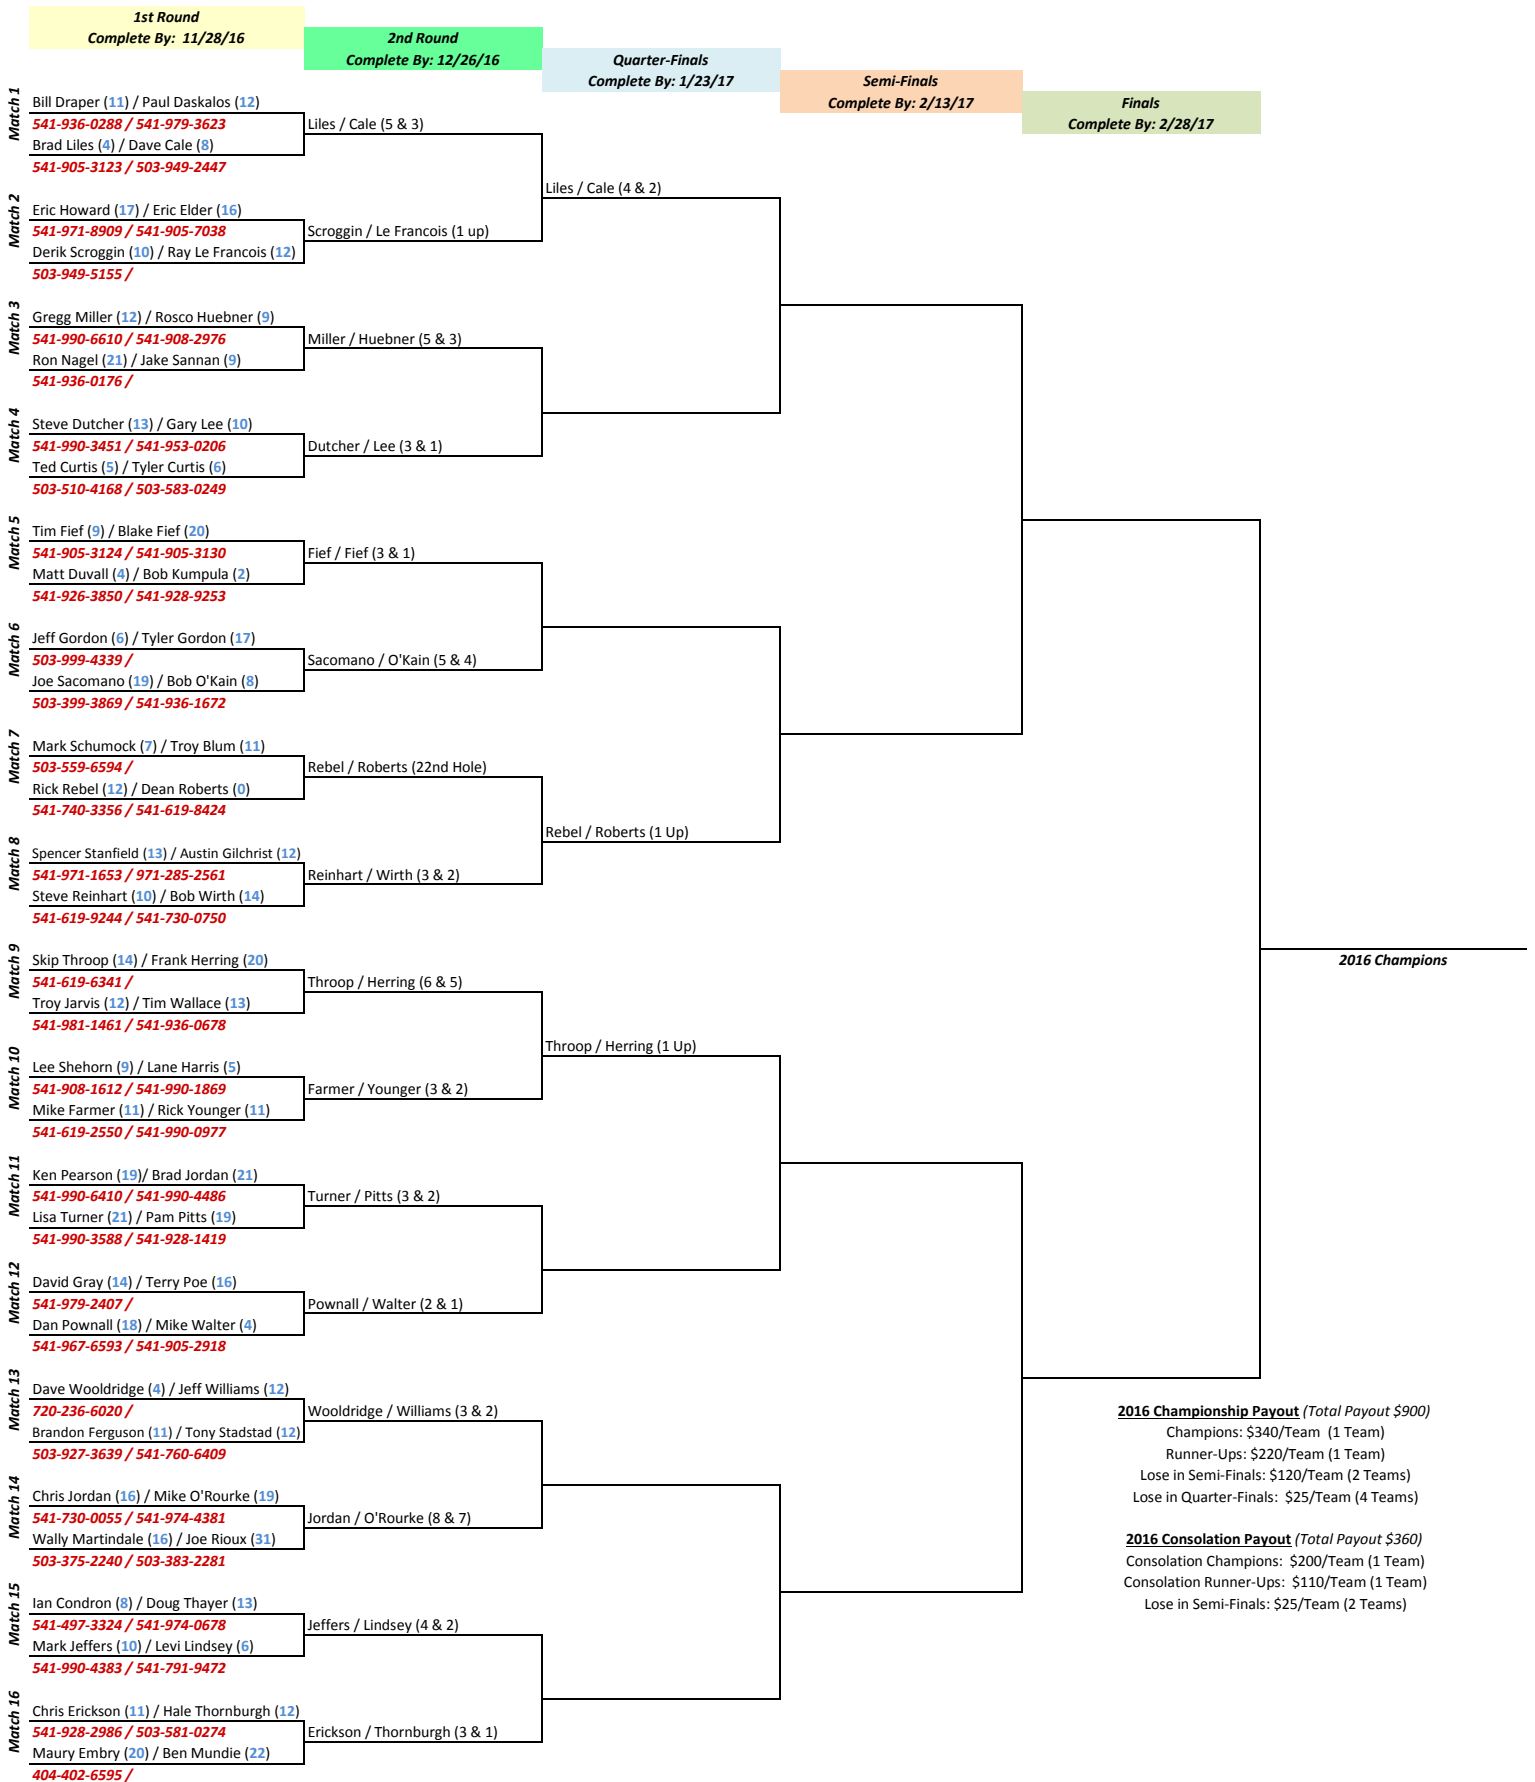 1st Round
Complete By:  11/28/16
2nd Round
Complete By: 12/26/16
Quarter-Finals
Complete By: 1/23/17
Semi-Finals
Complete By: 2/13/17
Finals
Complete By: 2/28/17
Match 1
Bill Draper (11) / Paul Daskalos (12)
541-936-0288 / 541-979-3623
Brad Liles (4) / Dave Cale (8)
541-905-3123 / 503-949-2447
Liles / Cale (5 & 3)
Liles / Cale (4 & 2)
Match 2
Eric Howard (17) / Eric Elder (16)
541-971-8909 / 541-905-7038
Derik Scroggin (10) / Ray Le Francois (12)
503-949-5155 /
Scroggin / Le Francois (1 up)
Match 3
Gregg Miller (12) / Rosco Huebner (9)
541-990-6610 / 541-908-2976
Ron Nagel (21) / Jake Sannan (9)
541-936-0176 /
Miller / Huebner (5 & 3)
Match 4
Steve Dutcher (13) / Gary Lee (10)
541-990-3451 / 541-953-0206
Ted Curtis (5) / Tyler Curtis (6)
503-510-4168 / 503-583-0249
Dutcher / Lee (3 & 1)
Match 5
Tim Fief (9) / Blake Fief (20)
541-905-3124 / 541-905-3130
Matt Duvall (4) / Bob Kumpula (2)
541-926-3850 / 541-928-9253
Fief / Fief (3 & 1)
Match 6
Jeff Gordon (6) / Tyler Gordon (17)
503-999-4339 /
Joe Sacomano (19) / Bob O'Kain (8)
503-399-3869 / 541-936-1672
Sacomano / O'Kain (5 & 4)
Match 7
Mark Schumock (7) / Troy Blum (11)
503-559-6594 /
Rick Rebel (12) / Dean Roberts (0)
541-740-3356 / 541-619-8424
Rebel / Roberts (22nd Hole)
Rebel / Roberts (1 Up)
Match 8
Spencer Stanfield (13) / Austin Gilchrist (12)
541-971-1653 / 971-285-2561
Steve Reinhart (10) / Bob Wirth (14)
541-619-9244 / 541-730-0750
Reinhart / Wirth (3 & 2)
Match 9
Skip Throop (14) / Frank Herring (20)
541-619-6341 /
Troy Jarvis (12) / Tim Wallace (13)
541-981-1461 / 541-936-0678
Throop / Herring (6 & 5)
Throop / Herring (1 Up)
2016 Champions
Match 10
Lee Shehorn (9) / Lane Harris (5)
541-908-1612 / 541-990-1869
Mike Farmer (11) / Rick Younger (11)
541-619-2550 / 541-990-0977
Farmer / Younger (3 & 2)
Match 11
Ken Pearson (19)/ Brad Jordan (21)
541-990-6410 / 541-990-4486
Lisa Turner (21) / Pam Pitts (19)
541-990-3588 / 541-928-1419
Turner / Pitts (3 & 2)
Match 12
David Gray (14) / Terry Poe (16)
541-979-2407 /
Dan Pownall (18) / Mike Walter (4)
541-967-6593 / 541-905-2918
Pownall / Walter (2 & 1)
Match 13
Dave Wooldridge (4) / Jeff Williams (12)
720-236-6020 /
Brandon Ferguson (11) / Tony Stadstad (12)
503-927-3639 / 541-760-6409
Wooldridge / Williams (3 & 2)
Match 14
Chris Jordan (16) / Mike O'Rourke (19)
541-730-0055 / 541-974-4381
Wally Martindale (16) / Joe Rioux (31)
503-375-2240 / 503-383-2281
Jordan / O'Rourke (8 & 7)
Match 15
Ian Condron (8) / Doug Thayer (13)
541-497-3324 / 541-974-0678
Mark Jeffers (10) / Levi Lindsey (6)
541-990-4383 / 541-791-9472
Jeffers / Lindsey (4 & 2)
Match 16
Chris Erickson (11) / Hale Thornburgh (12)
541-928-2986 / 503-581-0274
Maury Embry (20) / Ben Mundie (22)
404-402-6595 /
Erickson / Thornburgh (3 & 1)
2016 Championship Payout (Total Payout $900)
Champions: $340/Team  (1 Team)
Runner-Ups: $220/Team (1 Team)
Lose in Semi-Finals: $120/Team (2 Teams)
Lose in Quarter-Finals:  $25/Team (4 Teams)
2016 Consolation Payout (Total Payout $360)
Consolation Champions:  $200/Team (1 Team)
Consolation Runner-Ups:  $110/Team (1 Team)
Lose in Semi-Finals: $25/Team (2 Teams)